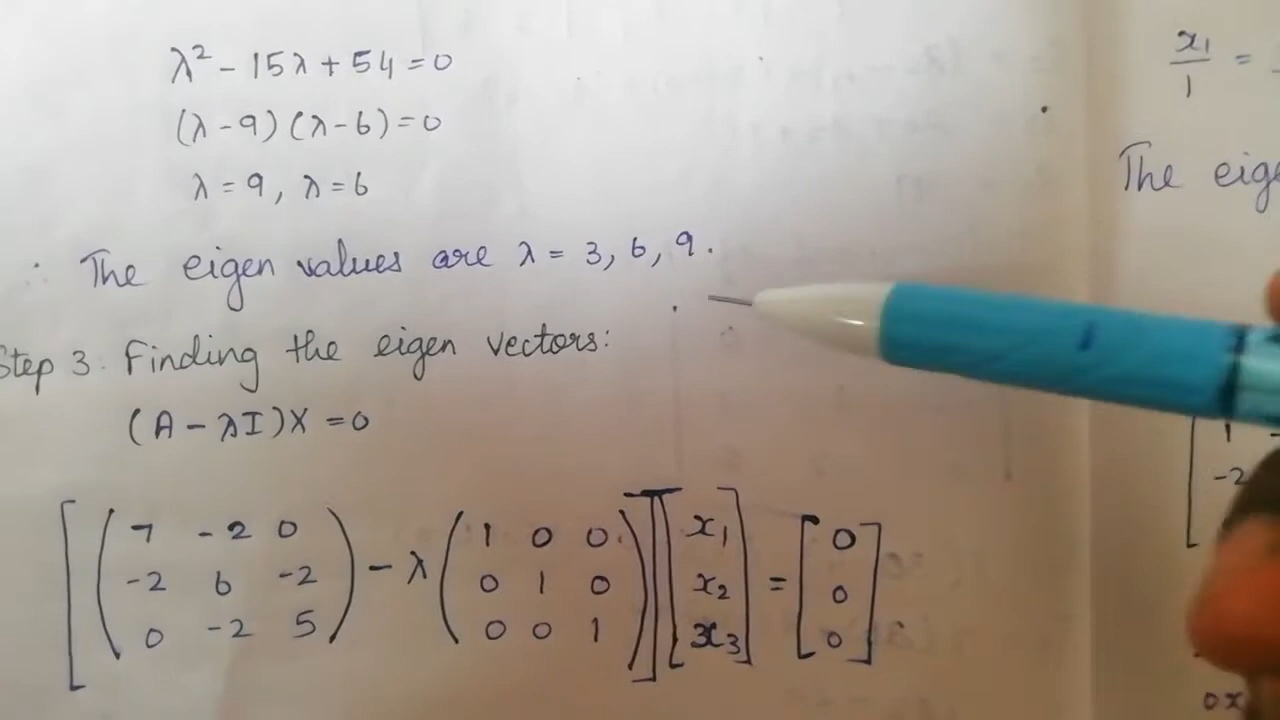 λ² - 15λ + 54 = 0
(λ - 9) (λ - 6) = 0
λ = 9, λ = 6
∴ The eigen values are λ = 3, 6, 9.
Step 3: Finding the eigen vectors:
(A - λI)X = 0
[(7 -2 0 - λ (1 0 0 )] [x₁ = [0
-2 6 -2 0 1 0 x₂ 0
0 -2 5) 0 0 1 x₃] 0]
x₁/1 =
The
-2